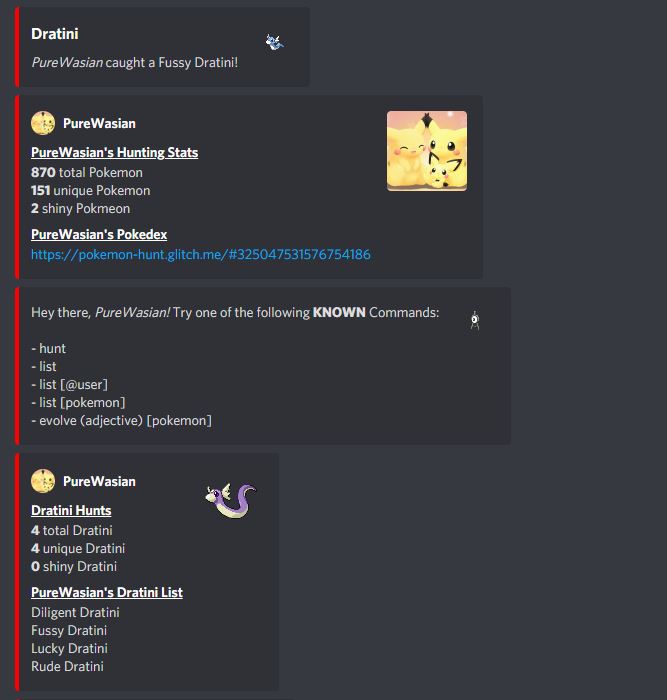 Dratini
PureWasian caught a Fussy Dratini!
PureWasian
PureWasian's Hunting Stats
870 total Pokemon
151 unique Pokemon
2 shiny Pokmeon
PureWasian's Pokedex
https://pokemon-hunt.glitch.me/#325047531576754186
Hey there, PureWasian! Try one of the following KNOWN Commands:
- hunt
- list
- list [@user]
- list [pokemon]
- evolve (adjective) [pokemon]
PureWasian
Dratini Hunts
4 total Dratini
4 unique Dratini
0 shiny Dratini
PureWasian's Dratini List
Diligent Dratini
Fussy Dratini
Lucky Dratini
Rude Dratini